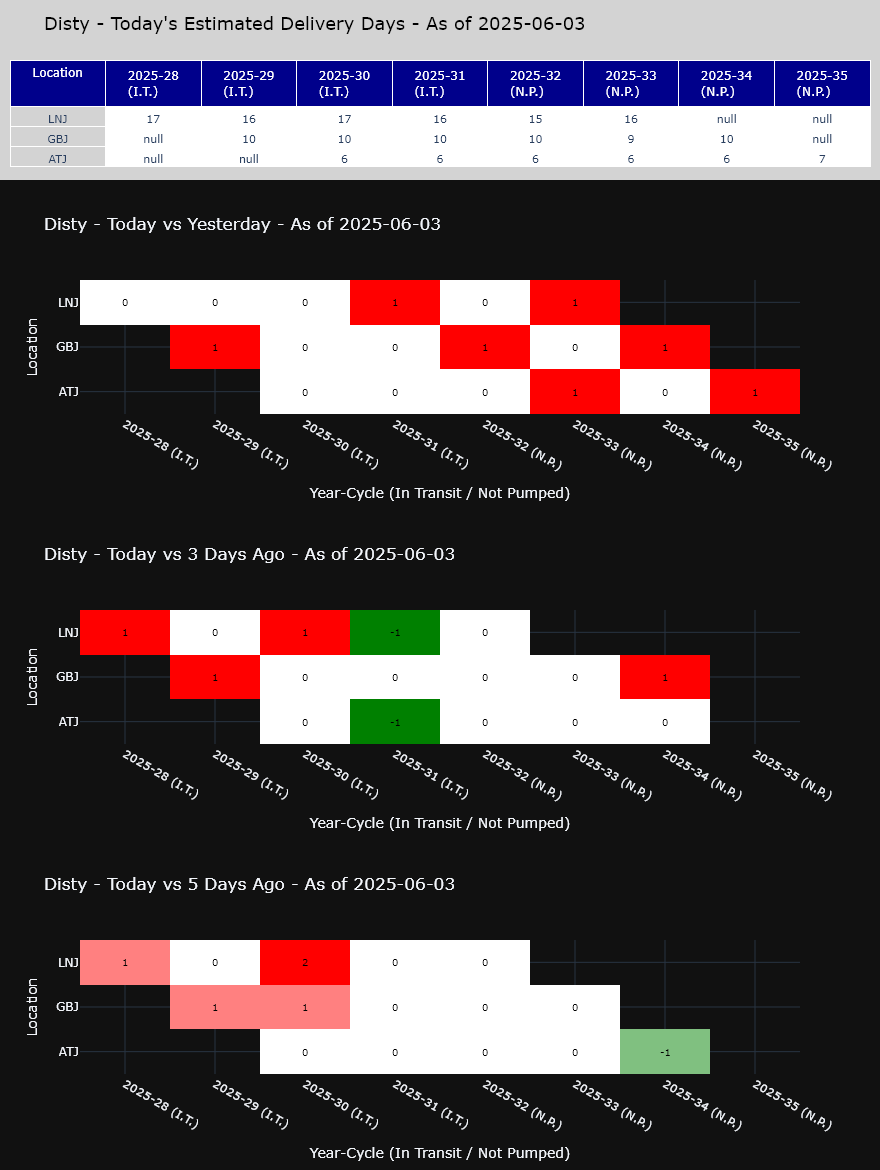 Disty - Today's Estimated Delivery Days - As of 2025-06-03
Location 2025-28 (I.T.) 2025-29 (I.T.) 2025-30 (I.T.) 2025-31 (I.T.) 2025-32 (N.P.) 2025-33 (N.P.) 2025-34 (N.P.) 2025-35 (N.P.)
LNJ 17 16 17 16 15 16 null null
GBJ null 10 10 10 10 9 10 null
ATJ null null 6 6 6 6 6 7
Disty - Today vs Yesterday - As of 2025-06-03
Location
LNJ 0 0 0 1 0 1
GBJ 1 0 0 1 0 1
ATJ 0 0 0 1 0 1
2025-28 (I.T.) 2025-29 (I.T.) 2025-30 (I.T.) 2025-31 (I.T.) 2025-32 (N.P.) 2025-33 (N.P.) 2025-34 (N.P.) 2025-35 (N.P.)
Year-Cycle (In Transit / Not Pumped)
Disty - Today vs 3 Days Ago - As of 2025-06-03
Location
LNJ 1 0 1 -1 0
GBJ 1 0 0 0 0 1
ATJ 0 -1 0 0 0
2025-28 (I.T.) 2025-29 (I.T.) 2025-30 (I.T.) 2025-31 (I.T.) 2025-32 (N.P.) 2025-33 (N.P.) 2025-34 (N.P.) 2025-35 (N.P.)
Year-Cycle (In Transit / Not Pumped)
Disty - Today vs 5 Days Ago - As of 2025-06-03
Location
LNJ 1 0 2 0 0
GBJ 1 1 0 0 0
ATJ 0 0 0 0 -1
2025-28 (I.T.) 2025-29 (I.T.) 2025-30 (I.T.) 2025-31 (I.T.) 2025-32 (N.P.) 2025-33 (N.P.) 2025-34 (N.P.) 2025-35 (N.P.)
Year-Cycle (In Transit / Not Pumped)